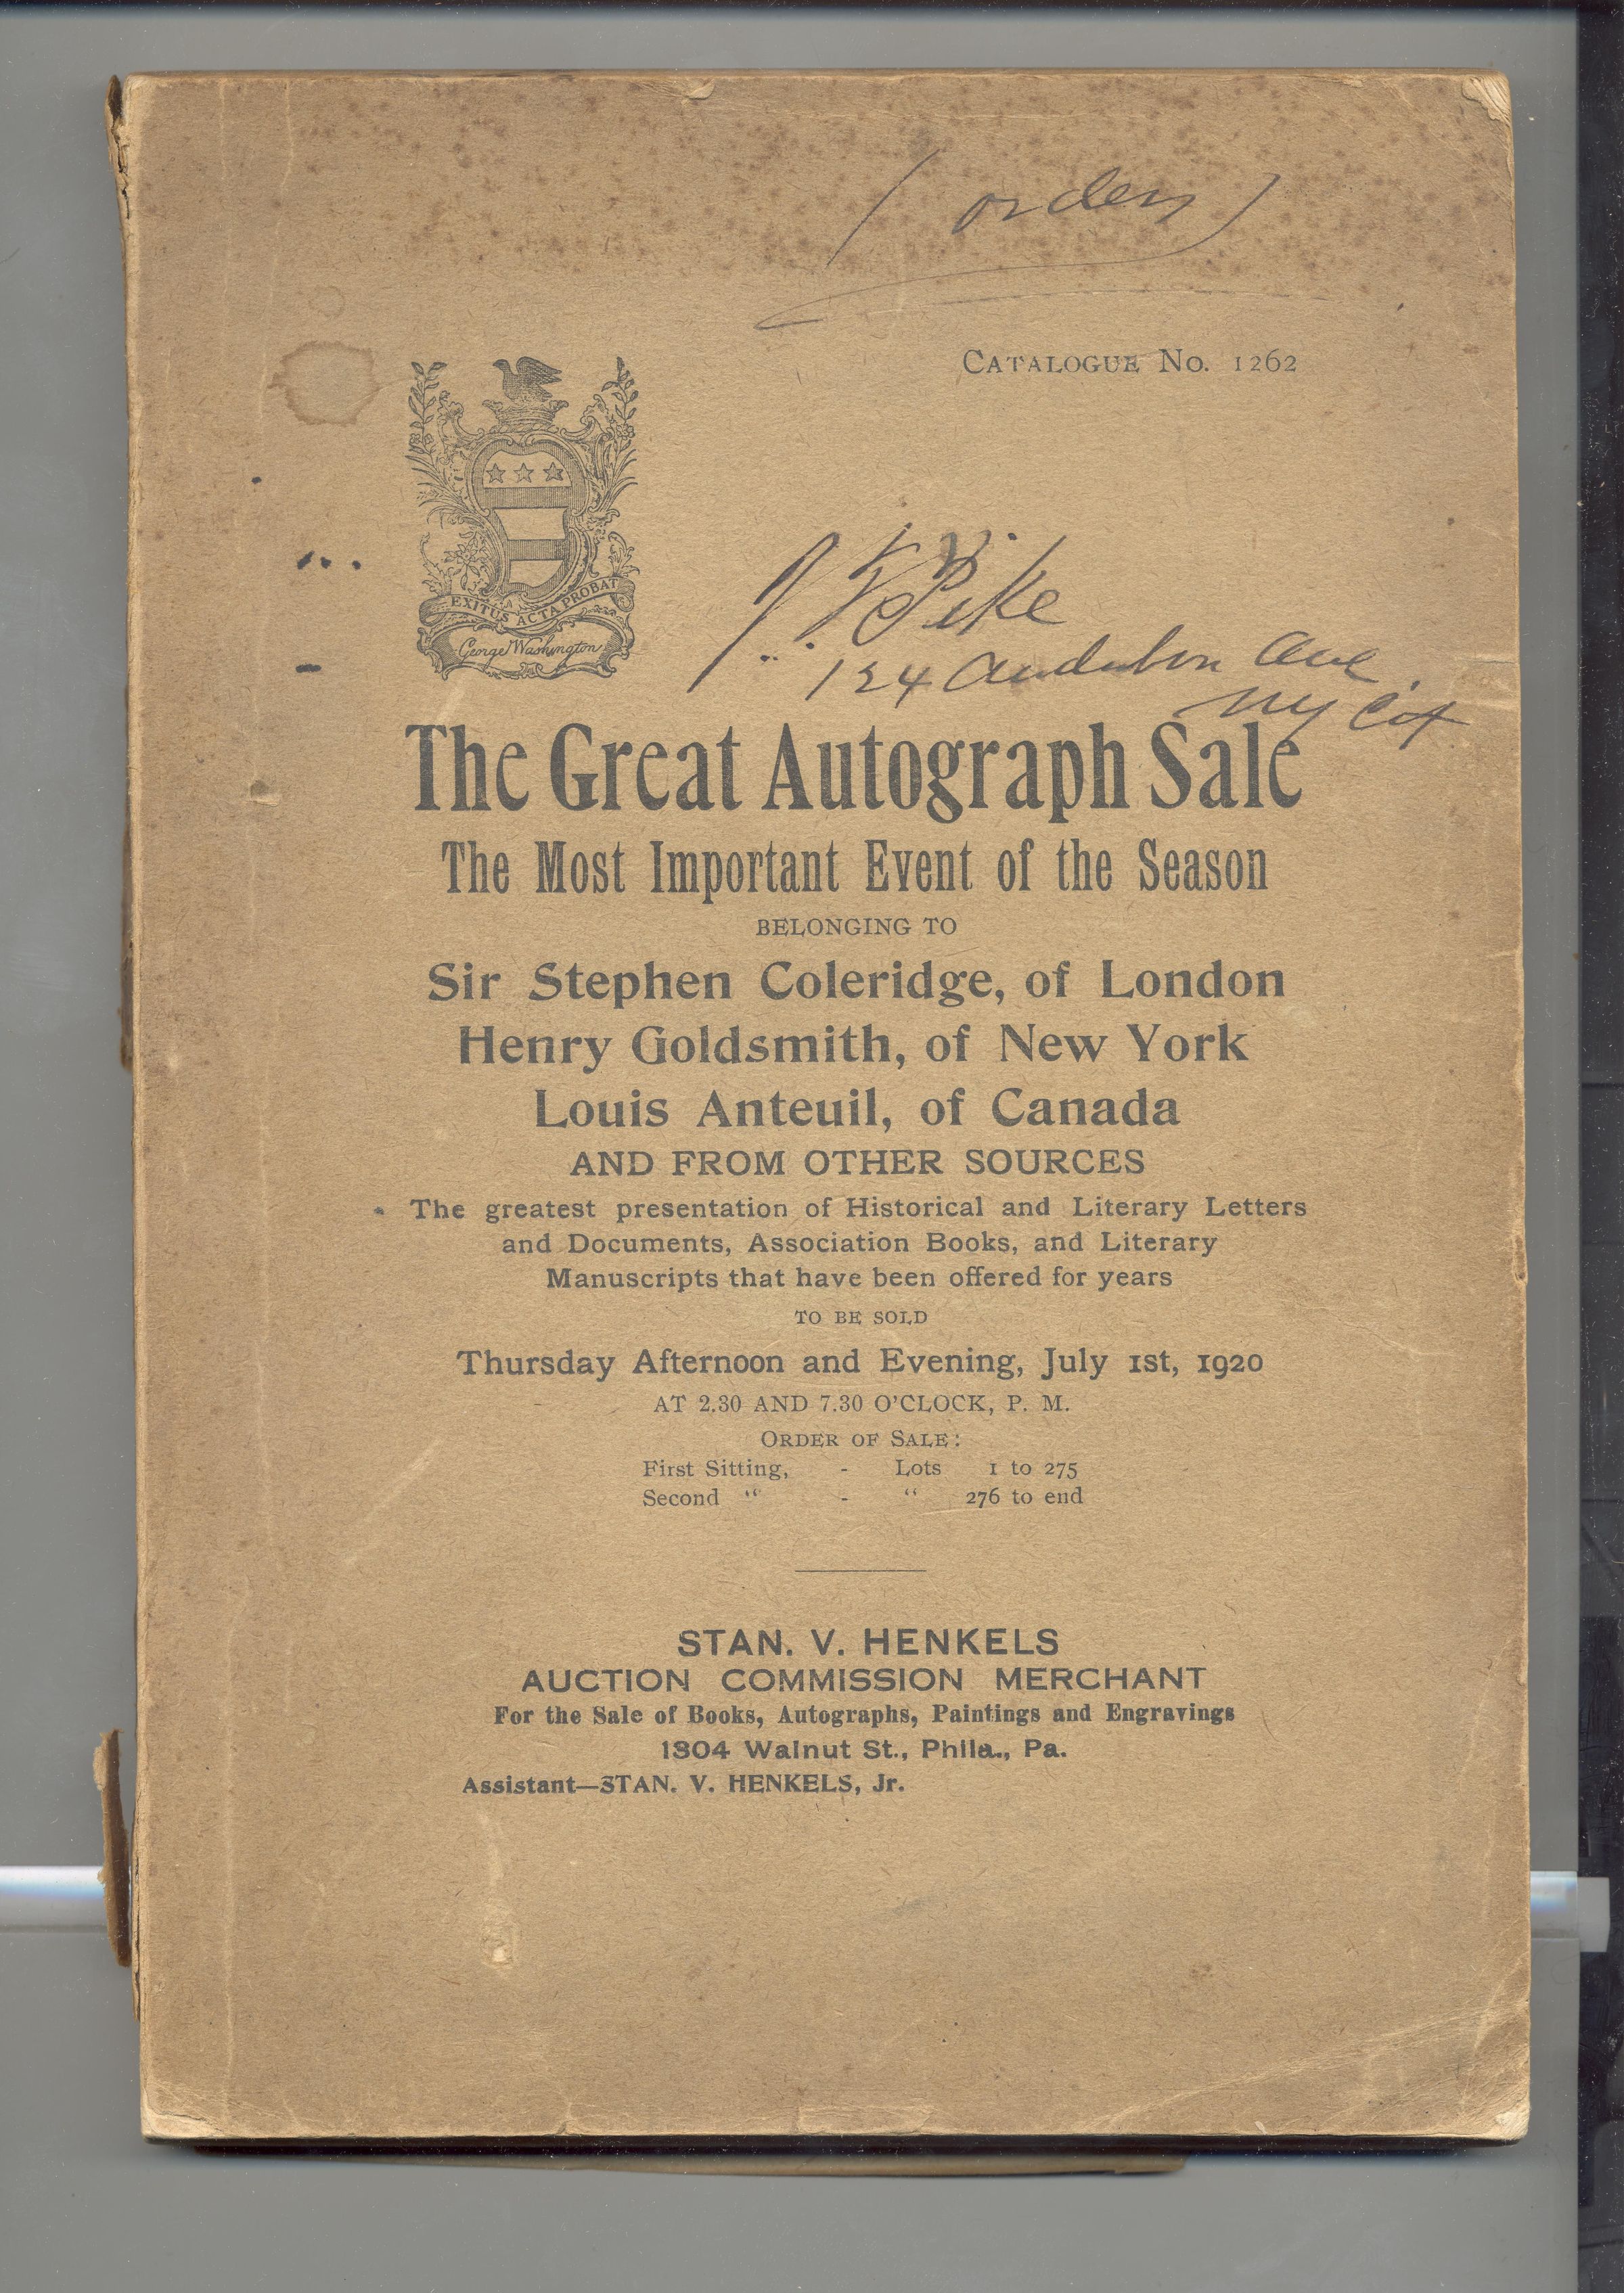 ( orders )
CATALOGUE No. 1262
EXITUS ACTA PROBAT
George Washington
Pike
124 Audubon Ave
NY City
The Great Autograph Sale
The Most Important Event of the Season
BELONGING TO
Sir Stephen Coleridge, of London
Henry Goldsmith, of New York
Louis Anteuil, of Canada
AND FROM OTHER SOURCES
The greatest presentation of Historical and Literary Letters
and Documents, Association Books, and Literary
Manuscripts that have been offered for years
TO BE SOLD
Thursday Afternoon and Evening, July 1st, 1920
AT 2.30 AND 7.30 O'CLOCK, P. M.
ORDER OF SALE:
First Sitting, - Lots 1 to 275
Second “ - “ 276 to end
STAN. V. HENKELS
AUCTION COMMISSION MERCHANT
For the Sale of Books, Autographs, Paintings and Engravings
1304 Walnut St., Phila., Pa.
Assistant—STAN. V. HENKELS, Jr.